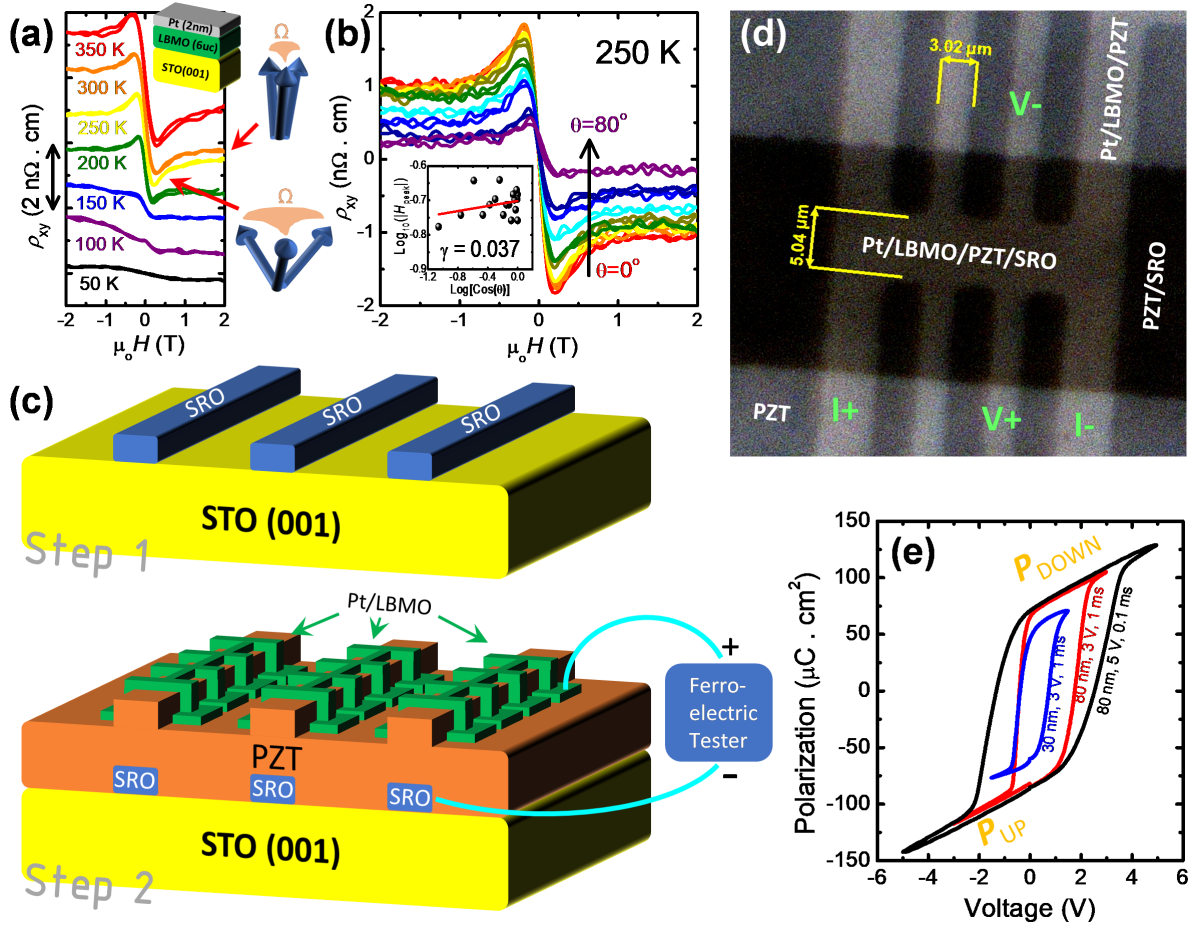 (a)
350 K
300 K
250 K
200 K
150 K
100 K
50 K
ρxy (2 nΩ . cm)
-2 -1 0 1 2
μoH (T)
Pt (2nm)
LBMO (6uc)
STO(001)
Ω
Ω
(b)
250 K
ρxy (nΩ . cm)
2
1
0
-1
-2
-2 -1 0 1 2
μoH (T)
θ=80°
θ=0°
Log10(|Hpeak|)
-0.6
-0.7
-0.8
-0.9
γ = 0.037
-1.2 -0.8 -0.4 0.0
Log[Cos(θ)]
(c)
SRO
SRO
SRO
STO (001)
Step 1
Pt/LBMO
PZT
SRO
SRO
SRO
STO (001)
Step 2
+
Ferro-
electric
Tester
−
(d)
3.02 μm
V-
Pt/LBMO/PZT
5.04 μm
Pt/LBMO/PZT/SRO
PZT/SRO
PZT
I+
V+
I-
(e)
Polarization (μC . cm2)
150
100
50
0
-50
-100
-150
-6 -4 -2 0 2 4 6
Voltage (V)
PDOWN
PUP
30 nm, 3 V, 1 ms
80 nm, 3 V, 1 ms
80 nm, 5 V, 0.1 ms